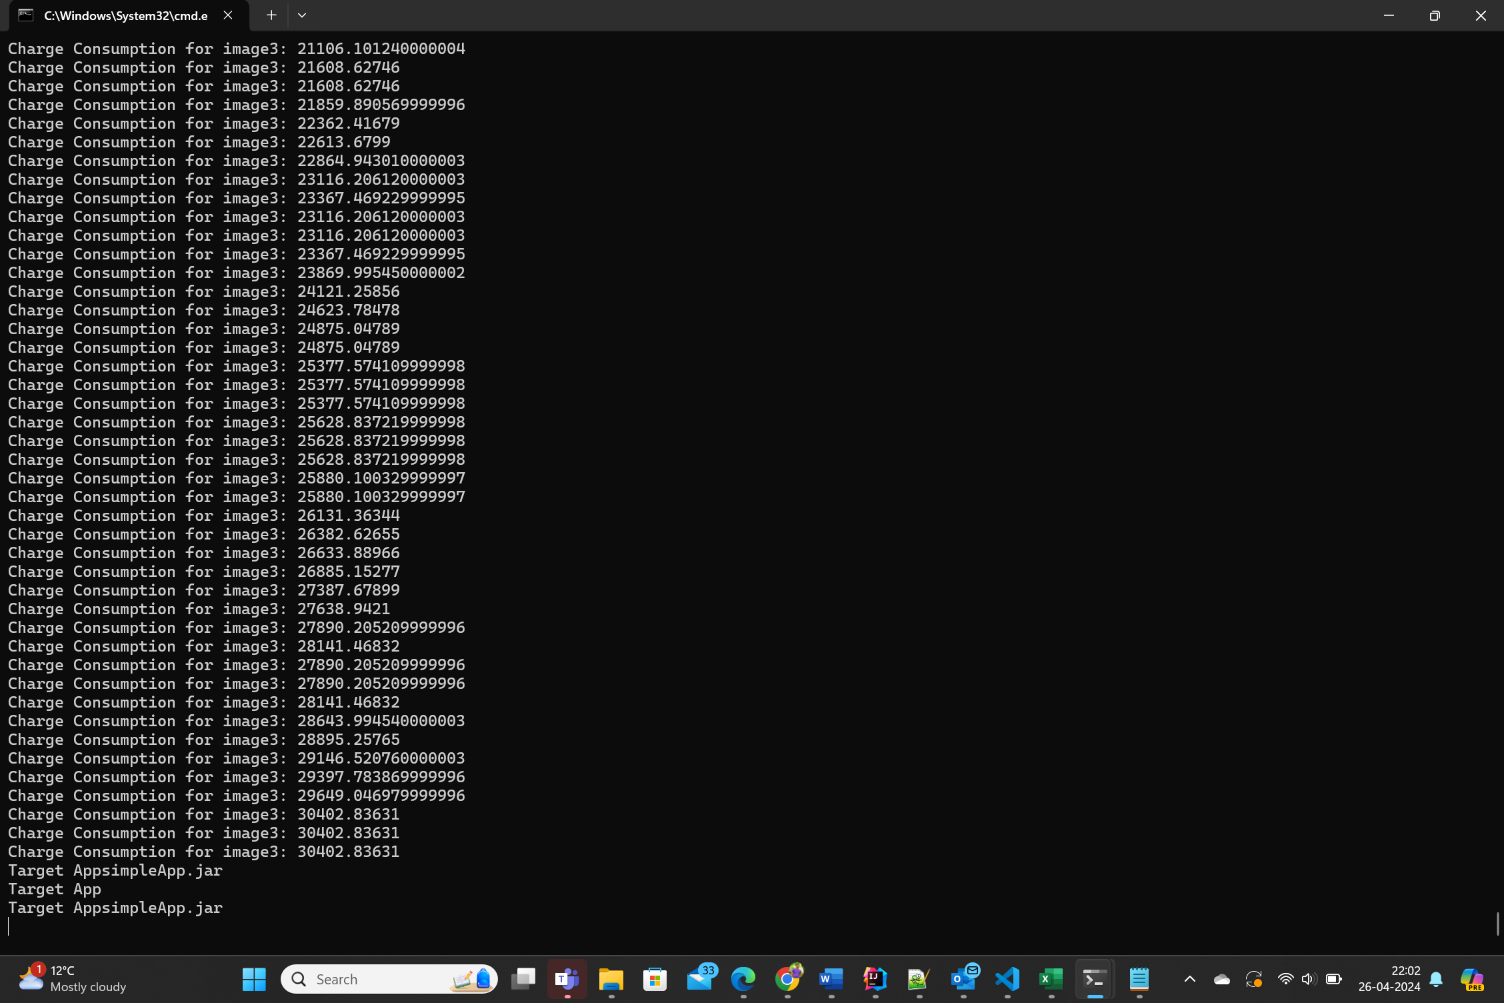 C:\Windows\System32\cmd.e
Charge Consumption for image3: 21106.101240000004
Charge Consumption for image3: 21608.62746
Charge Consumption for image3: 21608.62746
Charge Consumption for image3: 21859.890569999996
Charge Consumption for image3: 22362.41679
Charge Consumption for image3: 22613.6799
Charge Consumption for image3: 22864.943010000003
Charge Consumption for image3: 23116.206120000003
Charge Consumption for image3: 23367.469229999995
Charge Consumption for image3: 23116.206120000003
Charge Consumption for image3: 23116.206120000003
Charge Consumption for image3: 23367.469229999995
Charge Consumption for image3: 23869.995450000002
Charge Consumption for image3: 24121.25856
Charge Consumption for image3: 24623.78478
Charge Consumption for image3: 24875.04789
Charge Consumption for image3: 24875.04789
Charge Consumption for image3: 25377.574109999998
Charge Consumption for image3: 25377.574109999998
Charge Consumption for image3: 25377.574109999998
Charge Consumption for image3: 25628.837219999998
Charge Consumption for image3: 25628.837219999998
Charge Consumption for image3: 25628.837219999998
Charge Consumption for image3: 25880.100329999997
Charge Consumption for image3: 25880.100329999997
Charge Consumption for image3: 26131.36344
Charge Consumption for image3: 26382.62655
Charge Consumption for image3: 26633.88966
Charge Consumption for image3: 26885.15277
Charge Consumption for image3: 27387.67899
Charge Consumption for image3: 27638.9421
Charge Consumption for image3: 27890.205209999996
Charge Consumption for image3: 28141.46832
Charge Consumption for image3: 27890.205209999996
Charge Consumption for image3: 27890.205209999996
Charge Consumption for image3: 28141.46832
Charge Consumption for image3: 28643.994540000003
Charge Consumption for image3: 28895.25765
Charge Consumption for image3: 29146.520760000003
Charge Consumption for image3: 29397.783869999996
Charge Consumption for image3: 29649.046979999996
Charge Consumption for image3: 30402.83631
Charge Consumption for image3: 30402.83631
Charge Consumption for image3: 30402.83631
Target AppsimpleApp.jar
Target App
Target AppsimpleApp.jar
1
12°C
Mostly cloudy
Search
33
22:02
26-04-2024
PRE